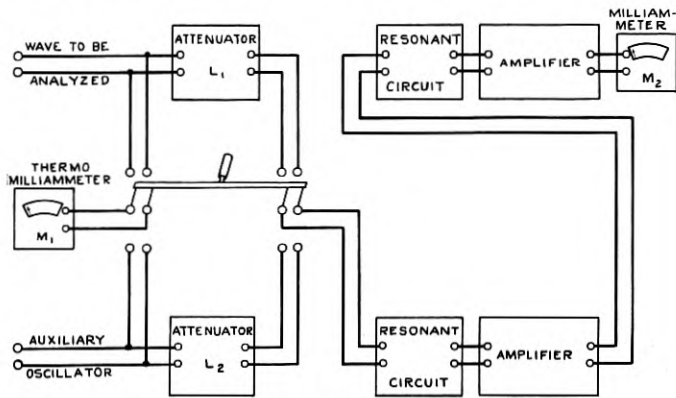 WAVE TO BE
ANALYZED
ATTENUATOR
L1
RESONANT
CIRCUIT
AMPLIFIER
MILLIAM-
METER
M2
THERMO
MILLIAMMETER
M1
AUXILIARY
OSCILLATOR
ATTENUATOR
L2
RESONANT
CIRCUIT
AMPLIFIER